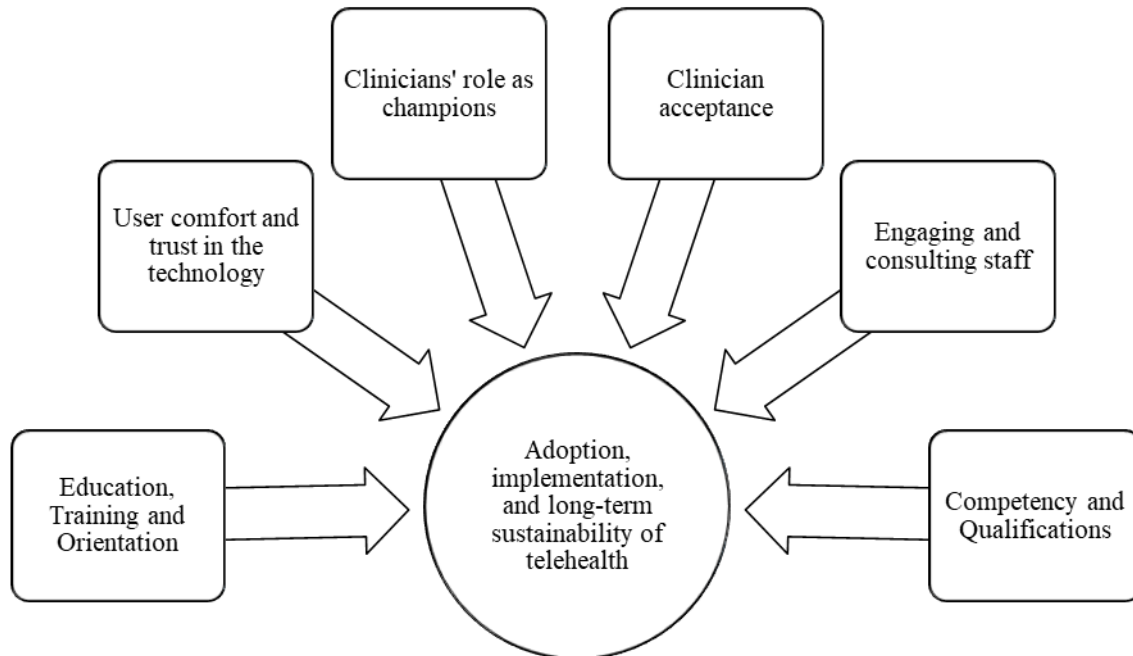 Clinicians' role as
champions
Clinician
acceptance
User comfort and
trust in the
technology
Engaging and
consulting staff
Education,
Training and
Orientation
Adoption,
implementation,
and long-term
sustainability of
telehealth
Competency and
Qualifications